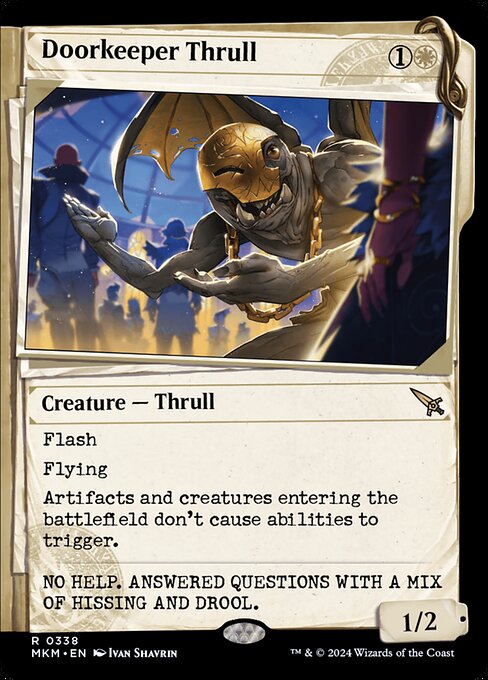 Doorkeeper Thrull 1
Creature — Thrull
Flash
Flying
Artifacts and creatures entering the
battlefield don't cause abilities to
trigger.
NO HELP. ANSWERED QUESTIONS WITH A MIX
OF HISSING AND DROOL.
1/2
R 0338
MKM • EN Ivan Shavrin
™ & © 2024 Wizards of the Coast